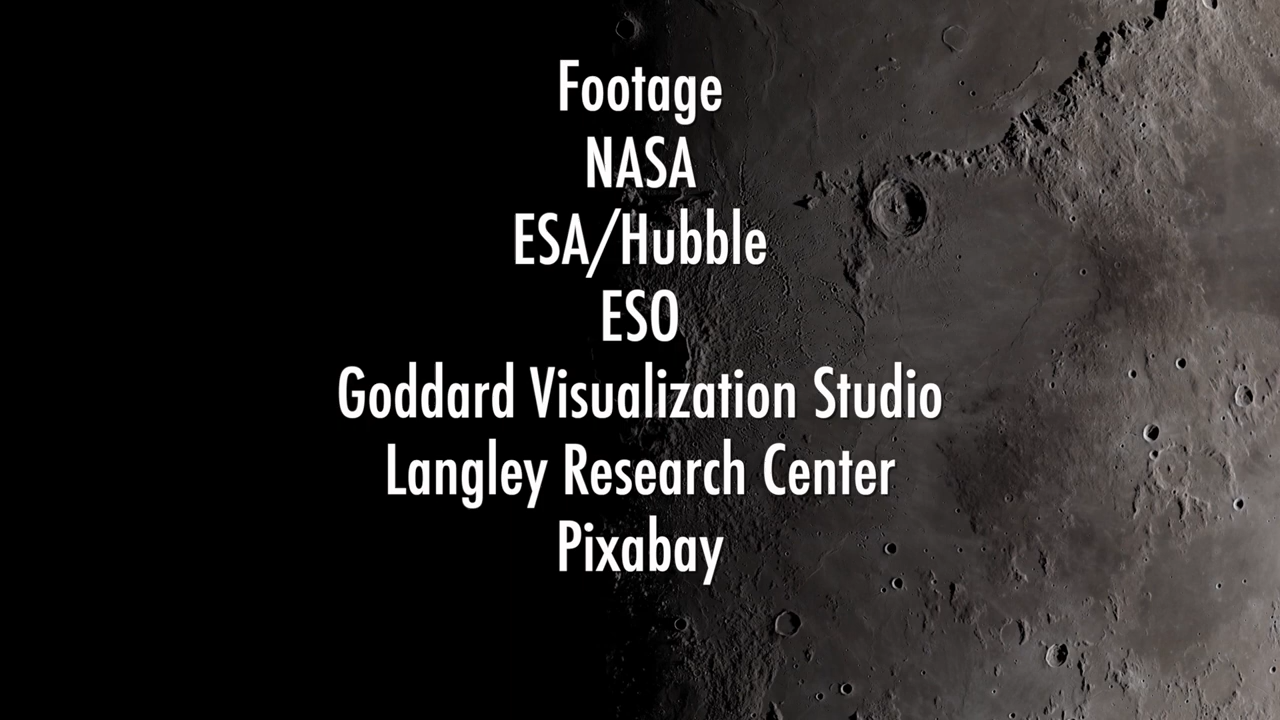 Footage
NASA
ESA/Hubble
ESO
Goddard Visualization Studio
Langley Research Center
Pixabay